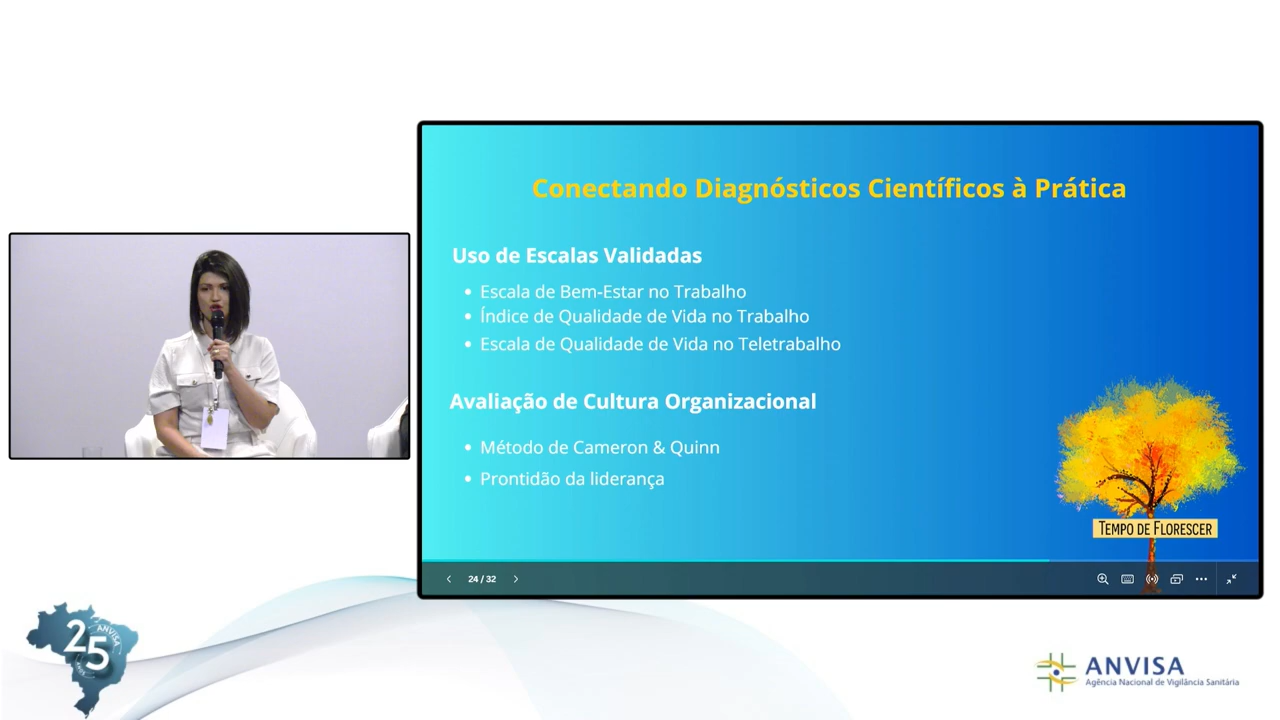 Conectando Diagnósticos Científicos à Prática
Uso de Escalas Validadas
• Escala de Bem-Estar no Trabalho
• Índice de Qualidade de Vida no Trabalho
• Escala de Qualidade de Vida no Teletrabalho
Avaliação de Cultura Organizacional
• Método de Cameron & Quinn
• Prontidão da liderança
TEMPO DE FLORESCER
24 / 32
25
ANVISA
ANVISA
Agência Nacional de Vigilância Sanitária